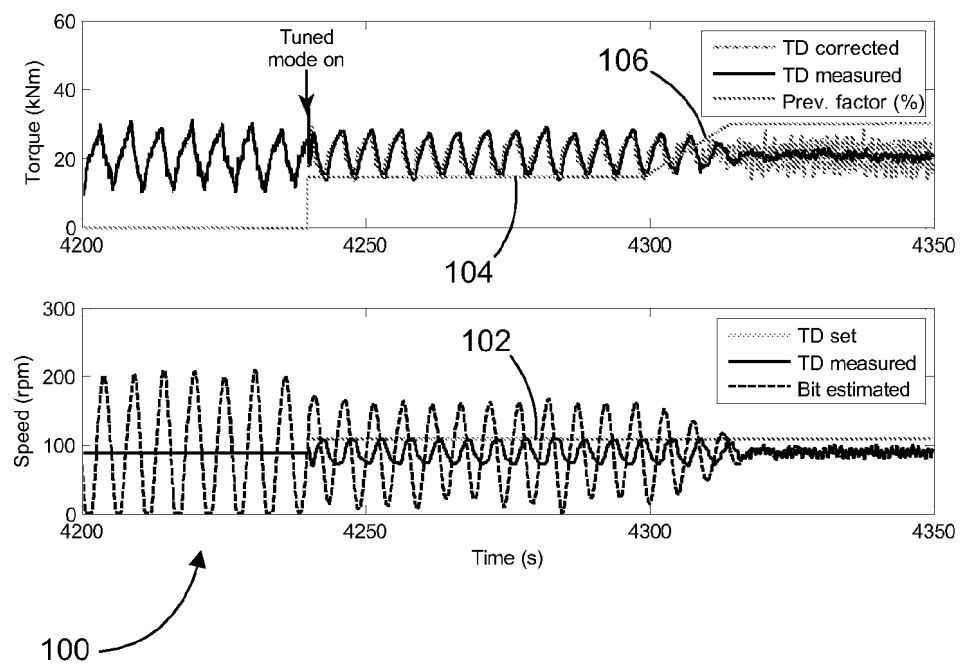 60
40
20
0
Torque (kNm)
Tuned
mode on
106
TD corrected
TD measured
Prev. factor (%)
104
4200
4250
4300
4350
300
200
100
0
Speed (rpm)
102
TD set
TD measured
Bit estimated
4200
4250
4300
4350
Time (s)
100